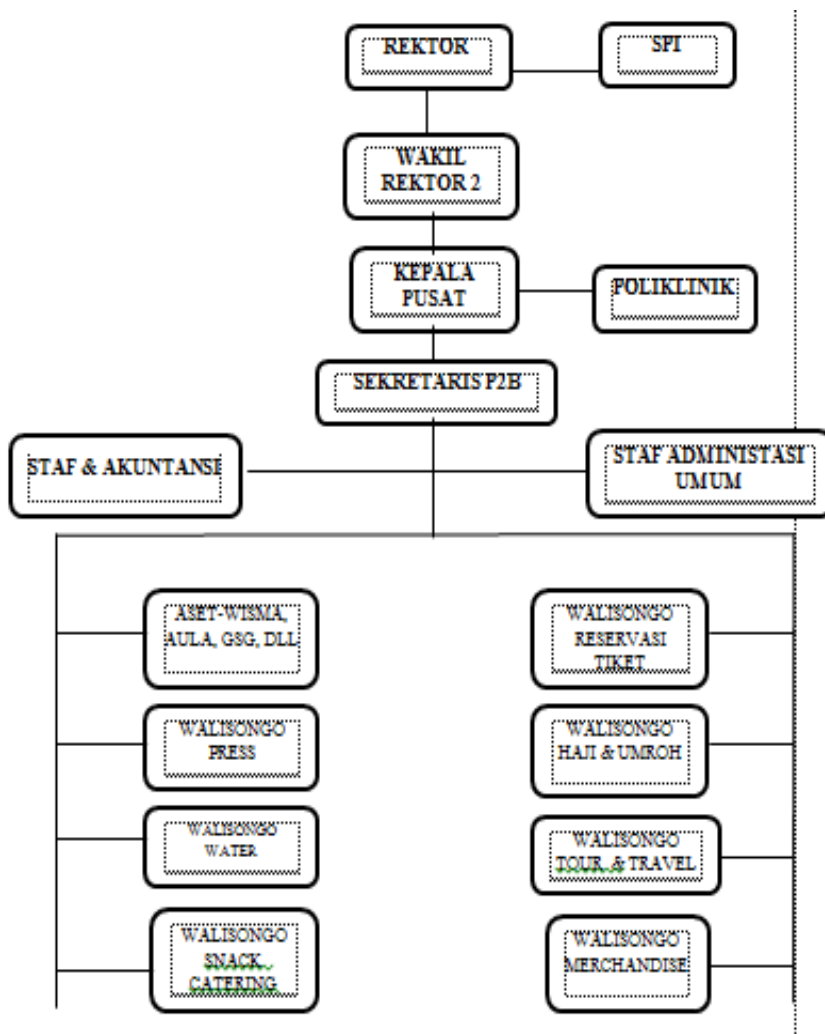 REKTOR
SPI
WAKIL
REKTOR 2
KEPALA
PUSAT
POLIKLINIK
SEKRETARIS P2B
STAF & AKUNTANSI
STAF ADMINISTASI
UMUM
ASET-WISMA,
AULA, GSG, DLL
WALISONGO
RESERVASI
TIKET
WALISONGO
PRESS
WALISONGO
HAJI & UMROH
WALISONGO
WATER
WALISONGO
TOUR & TRAVEL
WALISONGO
SNACK
CATERING
WALISONGO
MERCHANDISE